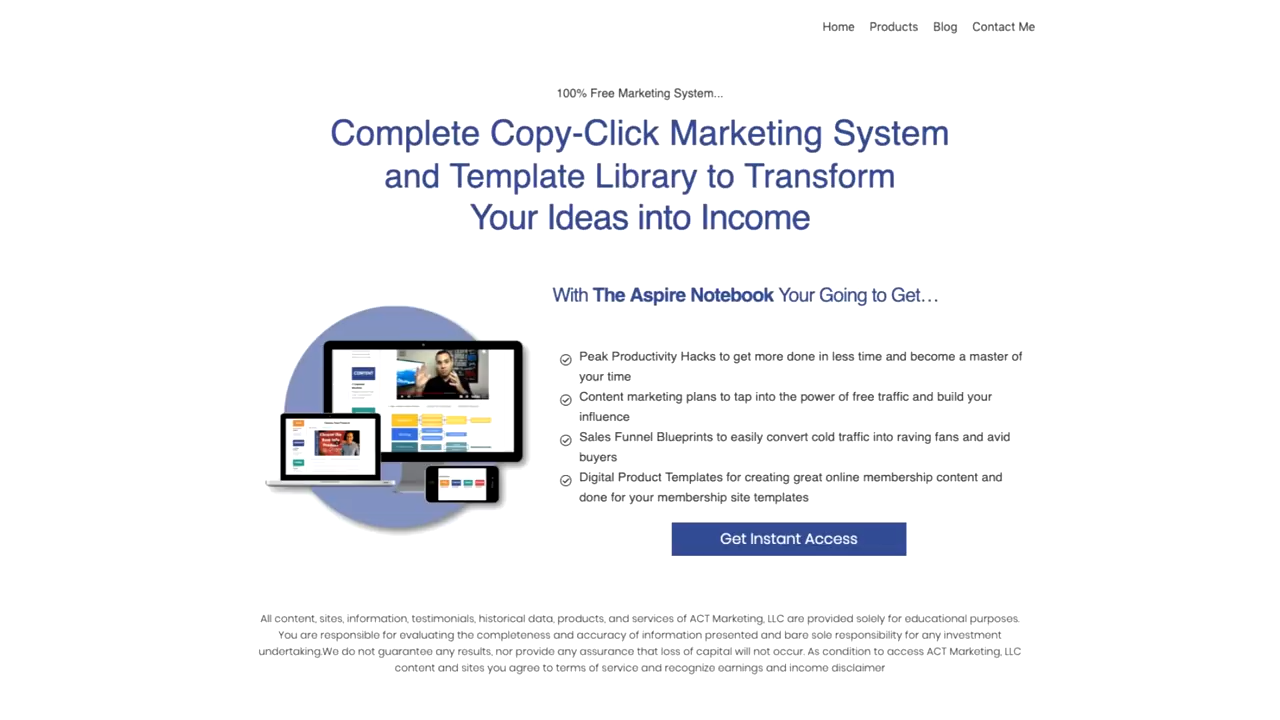 Home Products Blog Contact Me
100% Free Marketing System...
Complete Copy-Click Marketing System
and Template Library to Transform
Your Ideas into Income
With The Aspire Notebook Your Going to Get...
Peak Productivity Hacks to get more done in less time and become a master of
your time
Content marketing plans to tap into the power of free traffic and build your
influence
Sales Funnel Blueprints to easily convert cold traffic into raving fans and avid
buyers
Digital Product Templates for creating great online membership content and
done for your membership site templates
CONTENT
Get Instant Access
All content, sites, information, testimonials, historical data, products, and services of ACT Marketing, LLC are provided solely for educational purposes.
You are responsible for evaluating the completeness and accuracy of information presented and bare sole responsibility for any investment
undertaking.We do not guarantee any results, nor provide any assurance that loss of capital will not occur. As condition to access ACT Marketing, LLC
content and sites you agree to terms of service and recognize earnings and income disclaimer